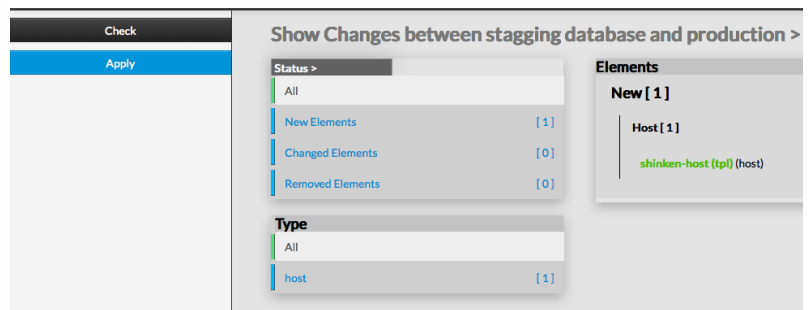 Check
Apply
Show Changes between stagging database and production >
Status >
All
New Elements [ 1 ]
Changed Elements [ 0 ]
Removed Elements [ 0 ]
Type
All
host [ 1 ]
Elements
New [ 1 ]
Host [ 1 ]
shinken-host (tpl) (host)